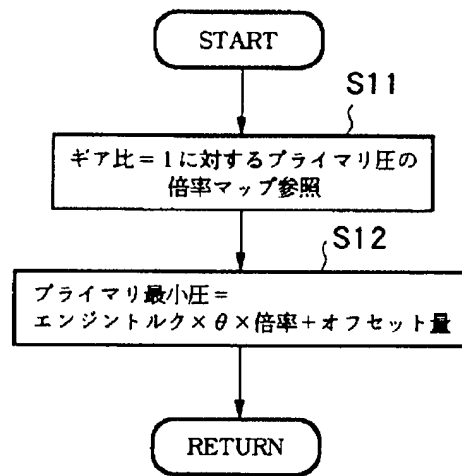 START
S11
ギア比=1に対するプライマリ圧の
倍率マップ参照
S12
プライマリ最小圧=
エンジントルク×θ×倍率+オフセット量
RETURN